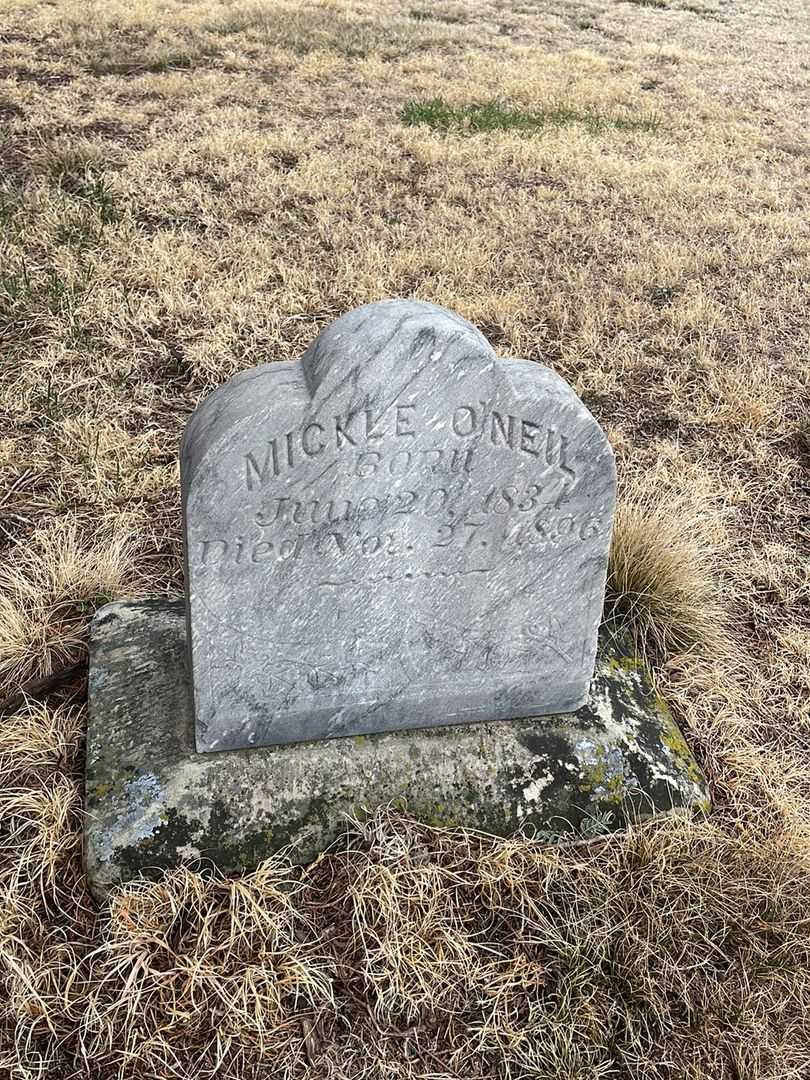 MICKLE O'NEIL
BORN
June 20, 1834
Died Nov. 27, 1896